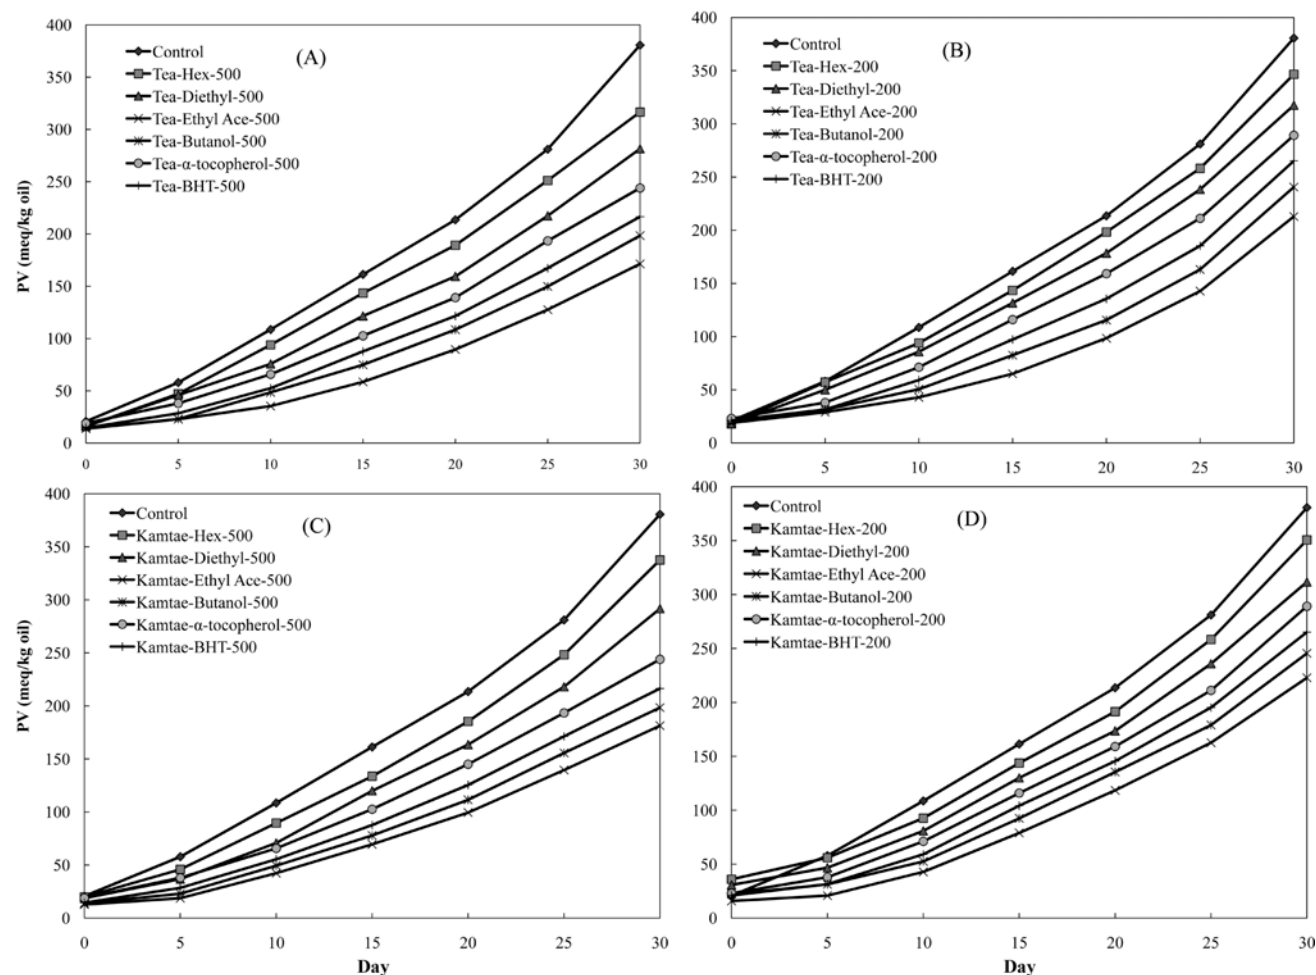 (A)
Control
Tea-Hex-500
Tea-Diethyl-500
Tea-Ethyl Ace-500
Tea-Butanol-500
Tea-α-tocopherol-500
Tea-BHT-500
PV (meq/kg oil)
400
350
300
250
200
150
100
50
0
0 5 10 15 20 25 30
(B)
Control
Tea-Hex-200
Tea-Diethyl-200
Tea-Ethyl Ace-200
Tea-Butanol-200
Tea-α-tocopherol-200
Tea-BHT-200
400
350
300
250
200
150
100
50
0
0 5 10 15 20 25 30
(C)
Control
Kamtae-Hex-500
Kamtae-Diethyl-500
Kamtae-Ethyl Ace-500
Kamtae-Butanol-500
Kamtae-α-tocopherol-500
Kamtae-BHT-500
PV (meq/kg oil)
400
350
300
250
200
150
100
50
0
0 5 10 15 20 25 30
Day
(D)
Control
Kamtae-Hex-200
Kamtae-Diethyl-200
Kamtae-Ethyl Ace-200
Kamtae-Butanol-200
Kamtae-α-tocopherol-200
Kamtae-BHT-200
400
350
300
250
200
150
100
50
0
0 5 10 15 20 25 30
Day